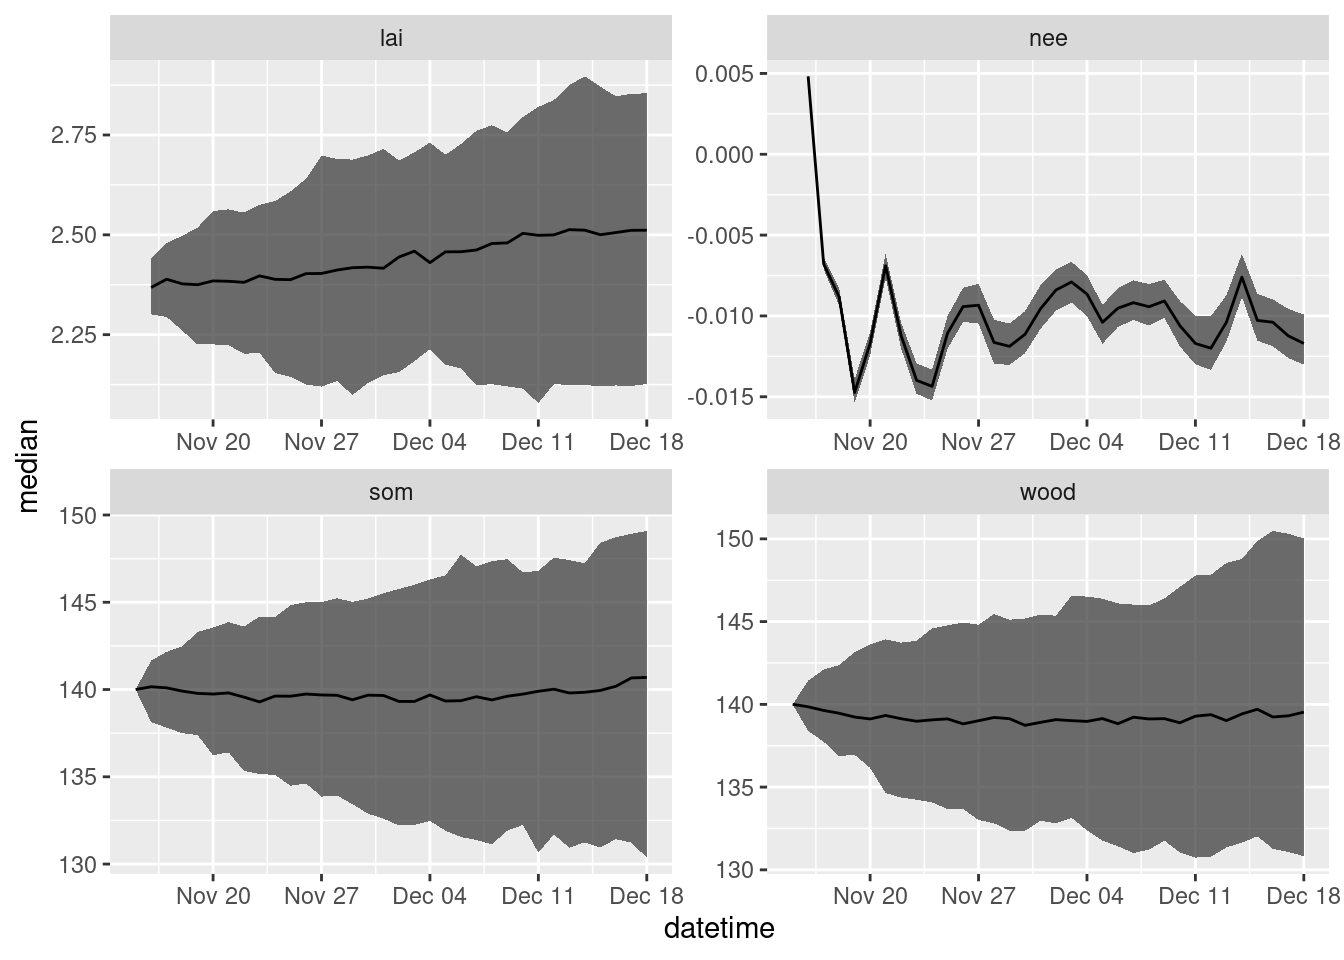 lai
nee
2.75
2.50
2.25
0.005
0.000
-0.005
-0.010
-0.015
Nov 20 Nov 27 Dec 04 Dec 11 Dec 18
Nov 20 Nov 27 Dec 04 Dec 11 Dec 18
median
som
wood
150
145
140
135
130
150
145
140
135
130
Nov 20 Nov 27 Dec 04 Dec 11 Dec 18
Nov 20 Nov 27 Dec 04 Dec 11 Dec 18
datetime